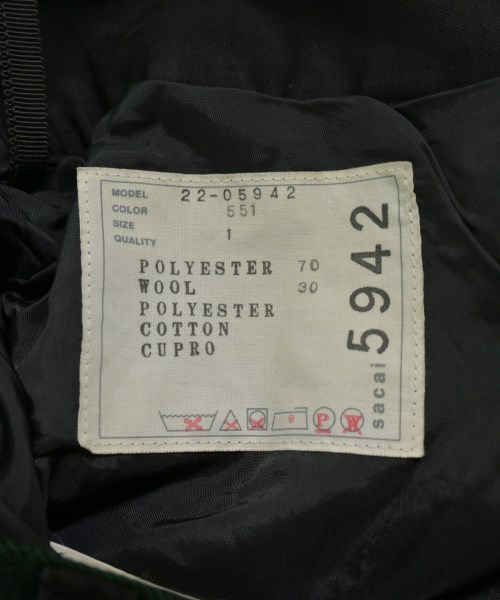 MODEL 22-05942
COLOR 551
SIZE 1
QUALITY
POLYESTER 70
WOOL 30
POLYESTER
COTTON
CUPRO
sacai 5942
P
W